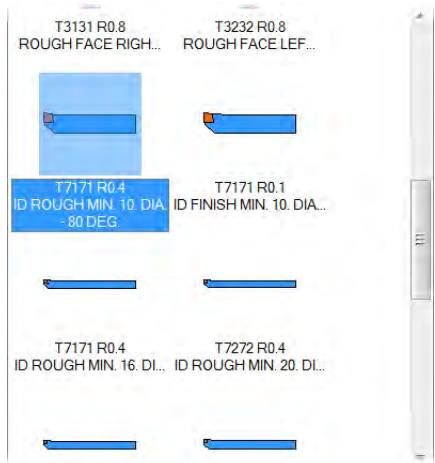 T3131 R0.8
ROUGH FACE RIGH...
T3232 R0.8
ROUGH FACE LEF...
T7171 R0.4
ID ROUGH MIN. 10. DIA.
- 80 DEG.
T7171 R0.1
ID FINISH MIN. 10. DIA...
T7171 R0.4
ID ROUGH MIN. 16. DI...
T7272 R0.4
ID ROUGH MIN. 20. DI...